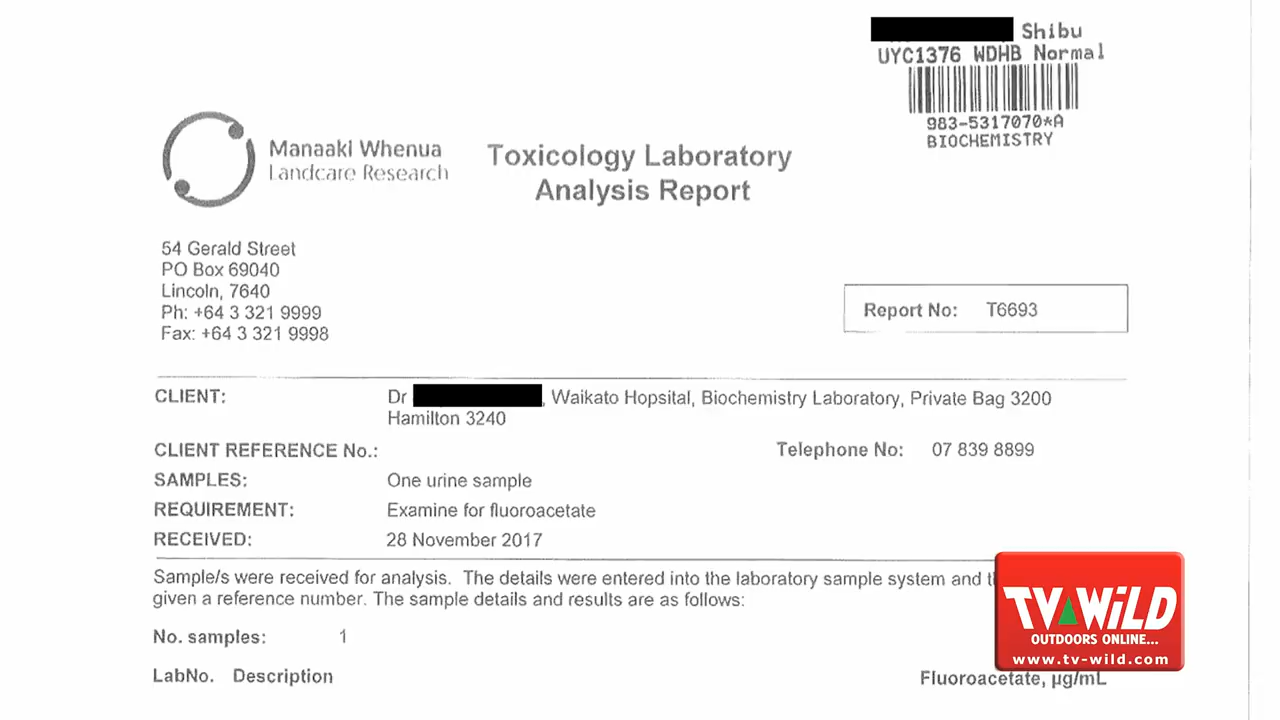 Shibu
UYC1376 WDHB Normal
983-5317070*A
BIOCHEMISTRY
Manaaki Whenua
Landcare Research
Toxicology Laboratory
Analysis Report
54 Gerald Street
PO Box 69040
Lincoln, 7640
Ph: +64 3 321 9999
Fax: +64 3 321 9998
Report No: T6693
CLIENT: Dr , Waikato Hopsital, Biochemistry Laboratory, Private Bag 3200
Hamilton 3240
CLIENT REFERENCE No.: Telephone No: 07 839 8899
SAMPLES: One urine sample
REQUIREMENT: Examine for fluoroacetate
RECEIVED: 28 November 2017
Sample/s were received for analysis. The details were entered into the laboratory sample system and
given a reference number. The sample details and results are as follows:
No. samples: 1
LabNo. Description Fluoroacetate, µg/mL
TV WiLD
OUTDOORS ONLINE...
www.tv-wild.com